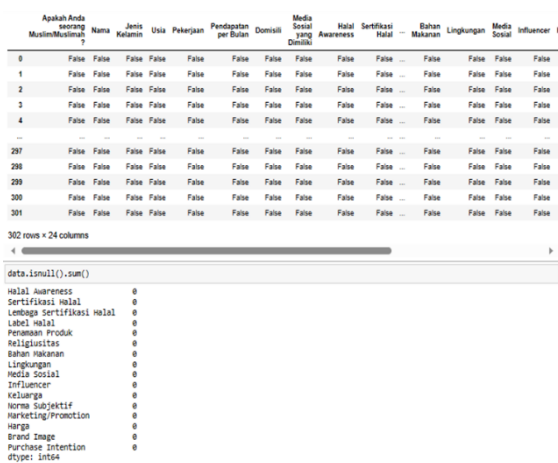 Apakah Anda seorang Muslim/Muslimah ? Nama Jenis Kelamin Usia Pekerjaan Pendapatan per Bulan Domisili Media Sosial yang Dimiliki Halal Awareness Sertifikasi Halal ... Bahan Makanan Lingkungan Media Sosial Influencer
0 False False False False False False False False False False ... False False False False
1 False False False False False False False False False False ... False False False False
2 False False False False False False False False False False ... False False False False
3 False False False False False False False False False False ... False False False False
4 False False False False False False False False False False ... False False False False
... ... ... ... ... ... ... ... ... ... ... ... ... ... ... ...
297 False False False False False False False False False False ... False False False False
298 False False False False False False False False False False ... False False False False
299 False False False False False False False False False False ... False False False False
300 False False False False False False False False False False ... False False False False
301 False False False False False False False False False False ... False False False False
302 rows × 24 columns
data.isnull().sum()
Halal Awareness 0
Sertifikasi Halal 0
Lembaga Sertifikasi Halal 0
Label Halal 0
Penamaan Produk 0
Religiusitas 0
Bahan Makanan 0
Lingkungan 0
Media Sosial 0
Influencer 0
Keluarga 0
Norma Subjektif 0
Marketing/Promotion 0
Harga 0
Brand Image 0
Purchase Intention 0
dtype: int64